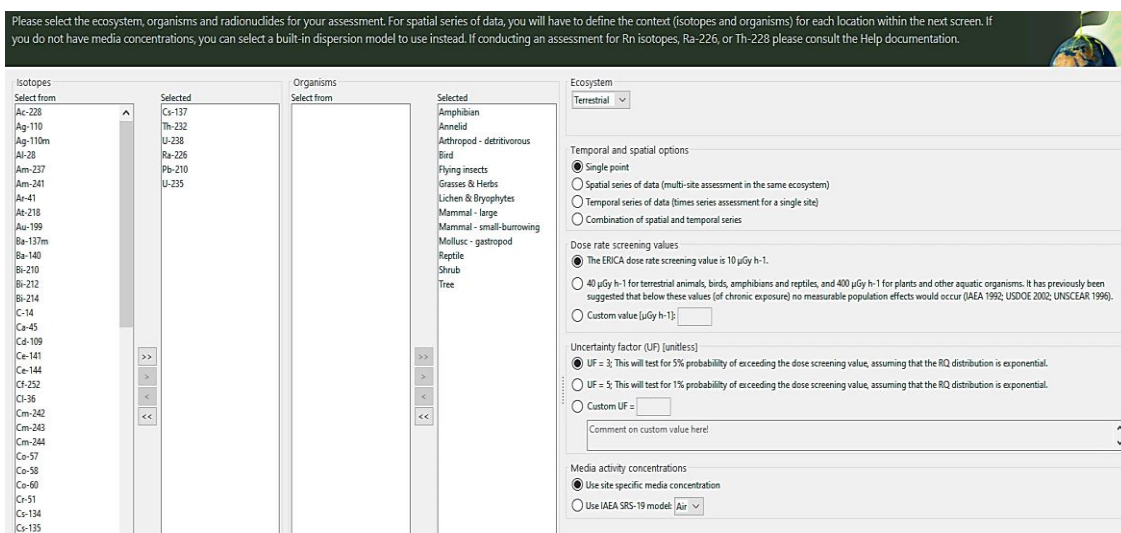 Please select the ecosystem, organisms and radionuclides for your assessment. For spatial series of data, you will have to define the context (isotopes and organisms) for each location within the next screen. If
you do not have media concentrations, you can select a built-in dispersion model to use instead. If conducting an assessment for Rn isotopes, Ra-226, or Th-228 please consult the Help documentation.
Isotopes
Select from
Ac-228
Ag-110
Ag-110m
Al-28
Am-237
Am-241
Ar-41
At-218
Au-199
Ba-137m
Ba-140
Bi-210
Bi-212
Bi-214
C-14
Ca-45
Cd-109
Ce-141
Ce-144
Cf-252
Cl-36
Cm-242
Cm-243
Cm-244
Co-57
Co-58
Co-60
Cr-51
Cs-134
Cs-135
>>
>
<
<<
Selected
Cs-137
Th-232
U-238
Ra-226
Pb-210
U-235
Organisms
Select from
>>
>
<
<<
Selected
Amphibian
Annelid
Arthropod - detritivorous
Bird
Flying insects
Grasses & Herbs
Lichen & Bryophytes
Mammal - large
Mammal - small-burrowing
Mollusc - gastropod
Reptile
Shrub
Tree
Ecosystem
Terrestrial
Temporal and spatial options
Single point
Spatial series of data (multi-site assessment in the same ecosystem)
Temporal series of data (times series assessment for a single site)
Combination of spatial and temporal series
Dose rate screening values
The ERICA dose rate screening value is 10 µGy h-1.
40 µGy h-1 for terrestrial animals, birds, amphibians and reptiles, and 400 µGy h-1 for plants and other aquatic organisms. It has previously been
suggested that below these values (of chronic exposure) no measurable population effects would occur (IAEA 1992; USDOE 2002; UNSCEAR 1996).
Custom value [µGy h-1]:
Uncertainty factor (UF) [unitless]
UF = 3; This will test for 5% probability of exceeding the dose screening value, assuming that the RQ distribution is exponential.
UF = 5; This will test for 1% probability of exceeding the dose screening value, assuming that the RQ distribution is exponential.
Custom UF =
Comment on custom value here!
Media activity concentrations
Use site specific media concentration
Use IAEA SRS-19 model: Air